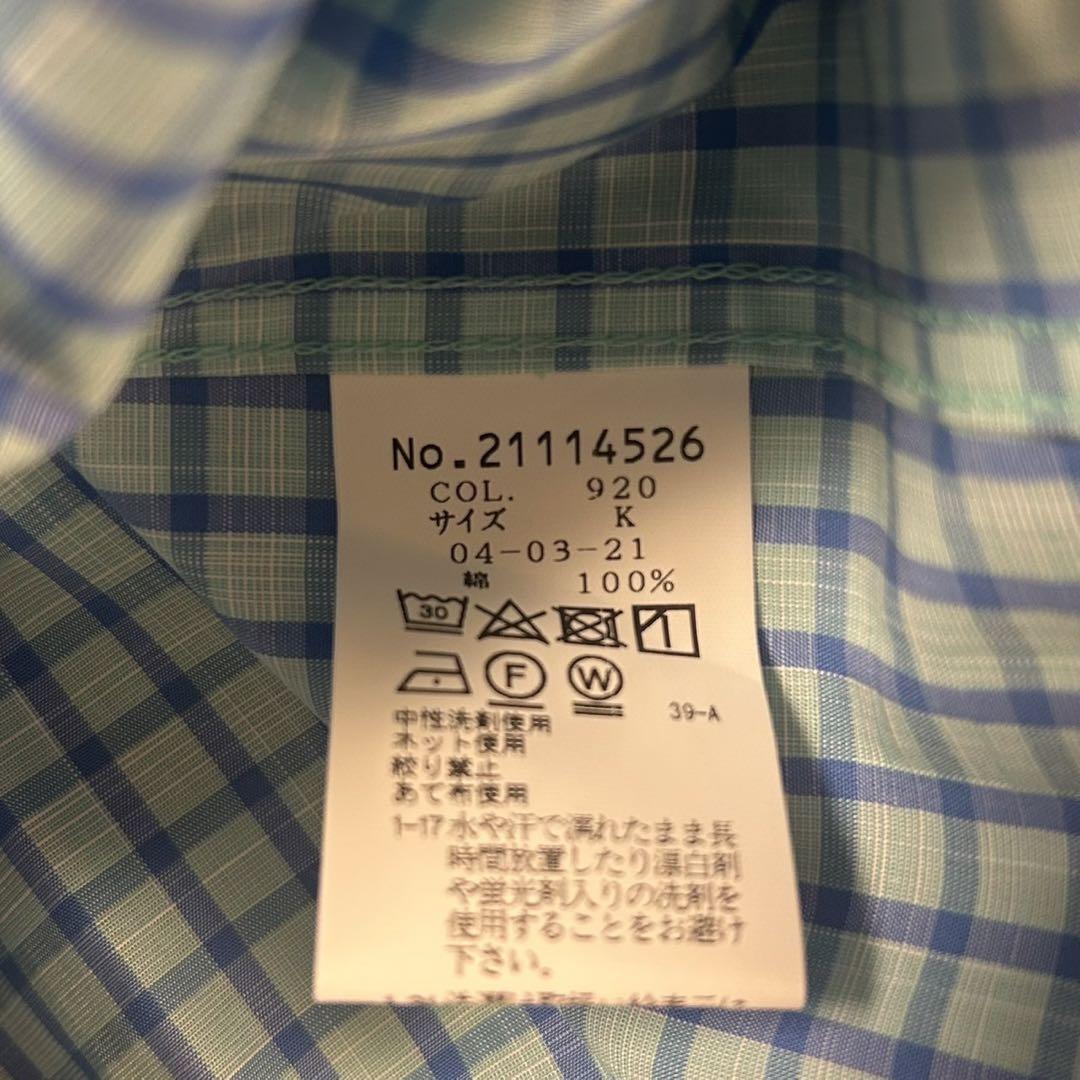 No.21114526
COL. 920
サイズ K
04-03-21
綿 100%
30
F W
39-A
中性洗剤使用
ネット使用
絞り禁止
あて布使用
1-17 水や汗で濡れたまま長
時間放置したり漂白剤
や蛍光剤入りの洗剤を
使用することをお避け
下さい。